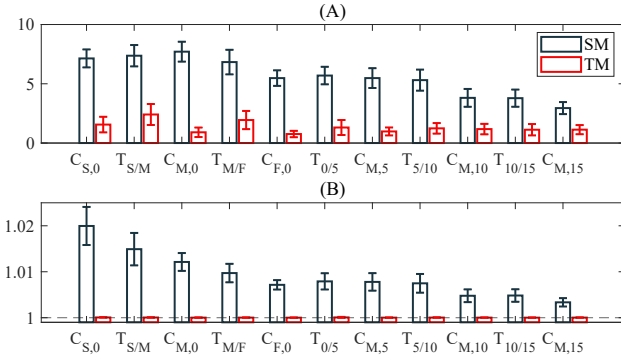 (A)
10
5
0
SM
TM
C_S,0 T_S/M C_M,0 T_M/F C_F,0 T_0/5 C_M,5 T_5/10 C_M,10 T_10/15 C_M,15
(B)
1.02
1.01
1
C_S,0 T_S/M C_M,0 T_M/F C_F,0 T_0/5 C_M,5 T_5/10 C_M,10 T_10/15 C_M,15